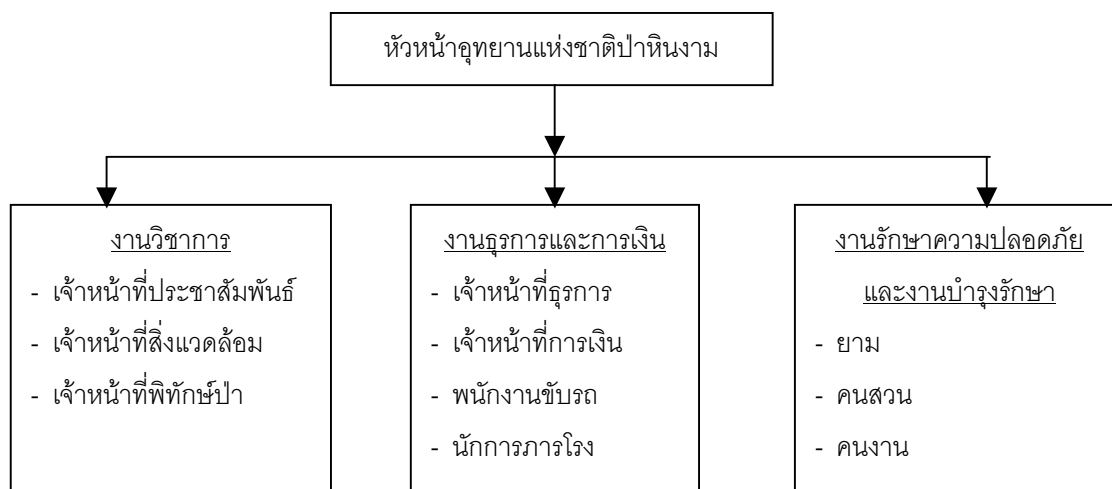 หัวหน้าอุทยานแห่งชาติป่าหินงาม
งานวิชาการ
- เจ้าหน้าที่ประชาสัมพันธ์
- เจ้าหน้าที่สิ่งแวดล้อม
- เจ้าหน้าที่พิทักษ์ป่า
งานธุรการและการเงิน
- เจ้าหน้าที่ธุรการ
- เจ้าหน้าที่การเงิน
- พนักงานขับรถ
- นักการภารโรง
งานรักษาความปลอดภัย
และงานบำรุงรักษา
- ยาม
- คนสวน
- คนงาน